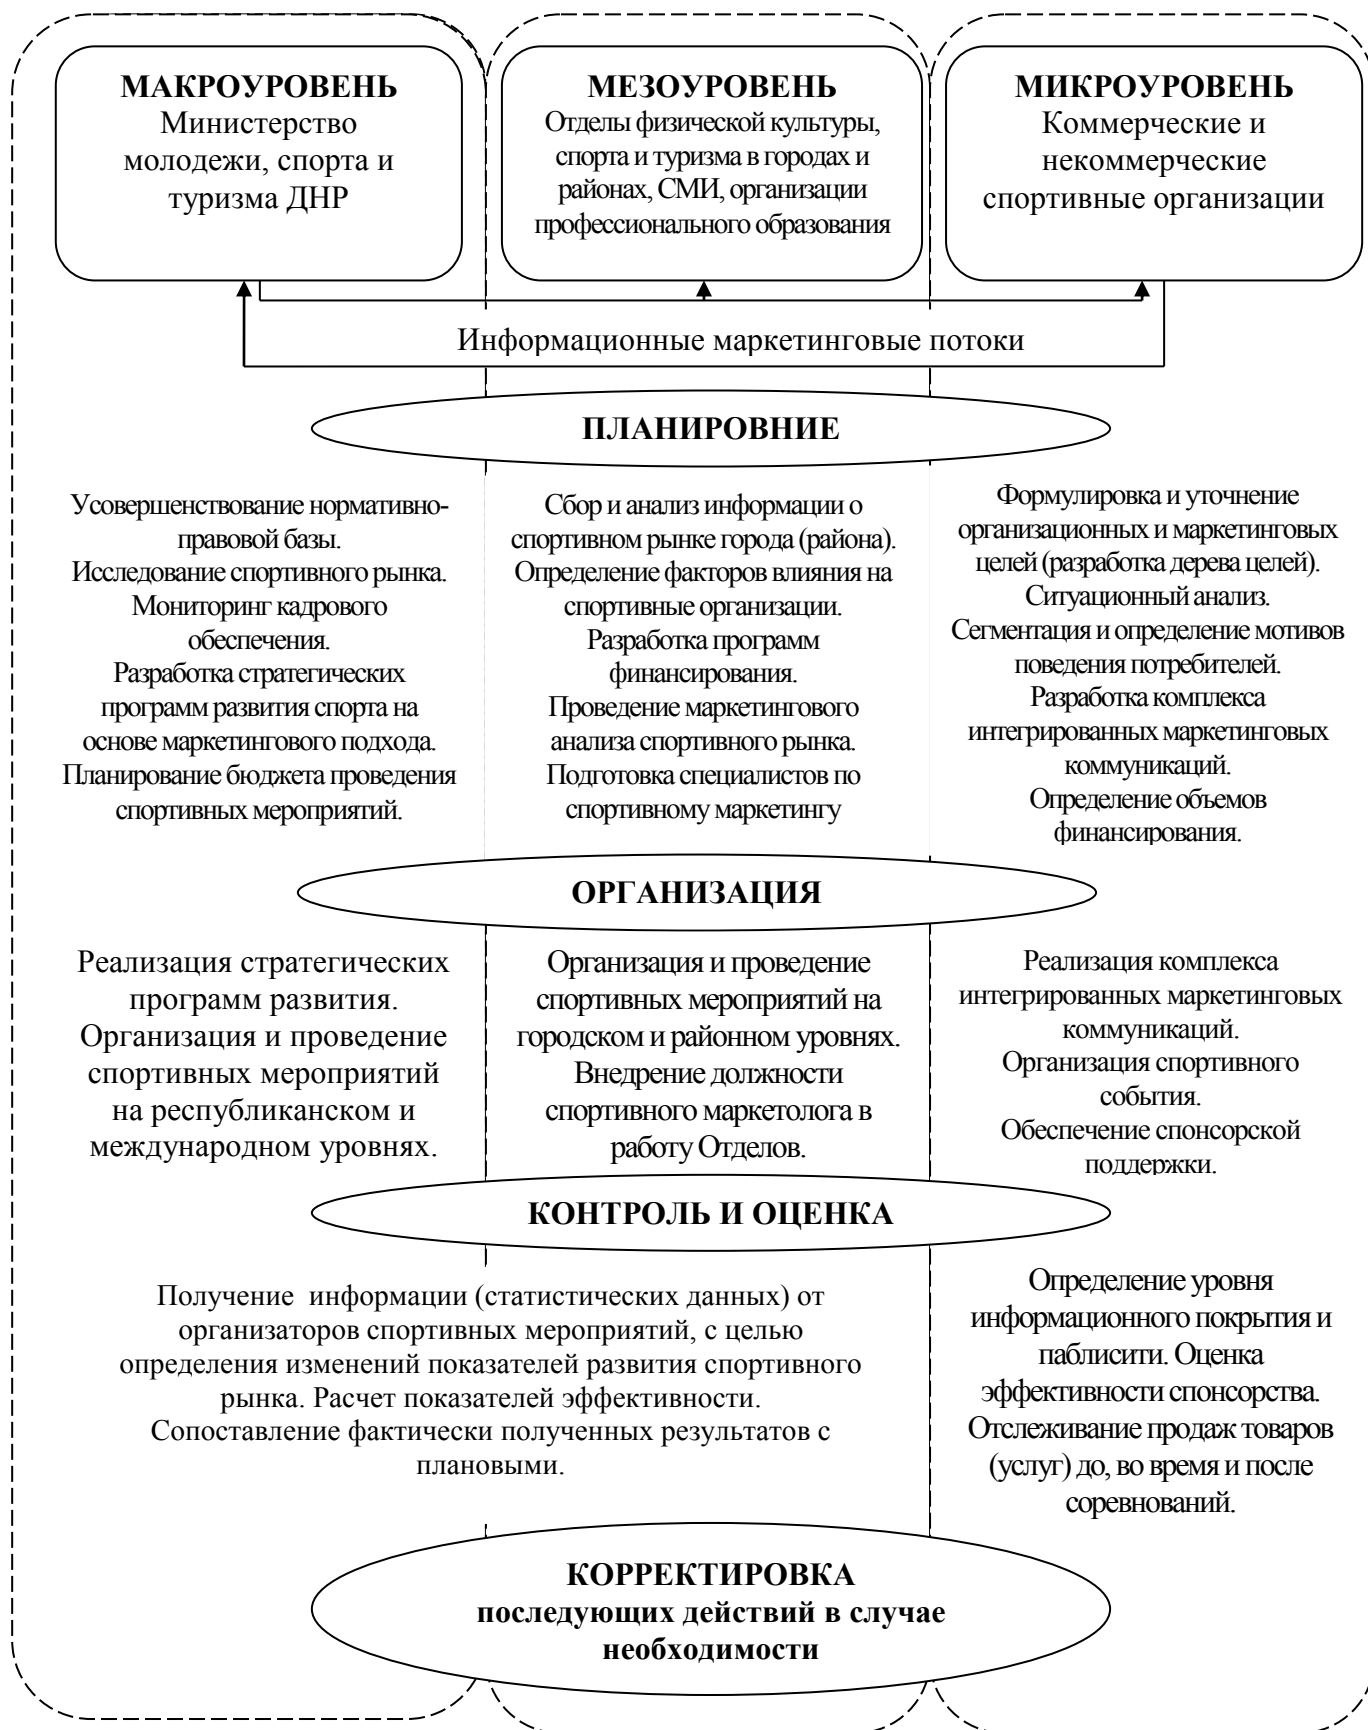 МАКРОУРОВЕНЬ
Министерство
молодежи, спорта и
туризма ДНР
МЕЗОУРОВЕНЬ
Отделы физической культуры,
спорта и туризма в городах и
районах, СМИ, организации
профессионального образования
МИКРОУРОВЕНЬ
Коммерческие и
некоммерческие
спортивные организации
Информационные маркетинговые потоки
ПЛАНИРОВНИЕ
Усовершенствование нормативно-
правовой базы.
Исследование спортивного рынка.
Мониторинг кадрового
обеспечения.
Разработка стратегических
программ развития спорта на
основе маркетингового подхода.
Планирование бюджета проведения
спортивных мероприятий.
Сбор и анализ информации о
спортивном рынке города (района).
Определение факторов влияния на
спортивные организации.
Разработка программ
финансирования.
Проведение маркетингового
анализа спортивного рынка.
Подготовка специалистов по
спортивному маркетингу
Формулировка и уточнение
организационных и маркетинговых
целей (разработка дерева целей).
Ситуационный анализ.
Сегментация и определение мотивов
поведения потребителей.
Разработка комплекса
интегрированных маркетинговых
коммуникаций.
Определение объемов
финансирования.
ОРГАНИЗАЦИЯ
Реализация стратегических
программ развития.
Организация и проведение
спортивных мероприятий
на республиканском и
международном уровнях.
Организация и проведение
спортивных мероприятий на
городском и районном уровнях.
Внедрение должности
спортивного маркетолога в
работу Отделов.
Реализация комплекса
интегрированных маркетинговых
коммуникаций.
Организация спортивного
события.
Обеспечение спонсорской
поддержки.
КОНТРОЛЬ И ОЦЕНКА
Получение информации (статистических данных) от
организаторов спортивных мероприятий, с целью
определения изменений показателей развития спортивного
рынка. Расчет показателей эффективности.
Сопоставление фактически полученных результатов с
плановыми.
Определение уровня
информационного покрытия и
паблисити. Оценка
эффективности спонсорства.
Отслеживание продаж товаров
(услуг) до, во время и после
соревнований.
КОРРЕКТИРОВКА
последующих действий в случае
необходимости